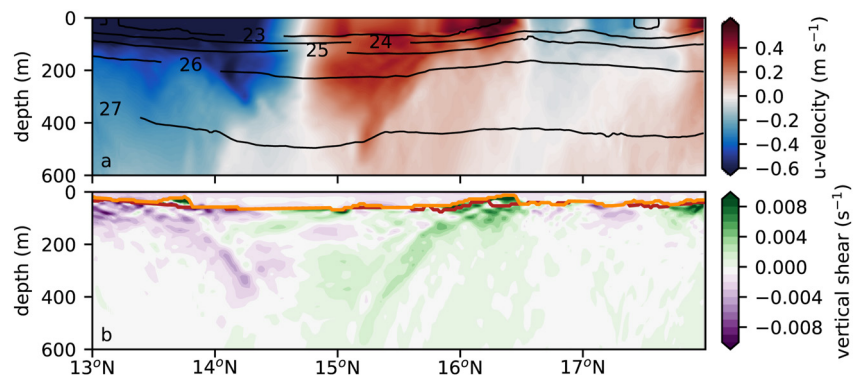 0
200
400
600
depth (m)
23
24
25
26
27
a
0.4
0.2
0.0
−0.2
−0.4
−0.6
u-velocity (m s⁻¹)
0
200
400
600
depth (m)
b
13°N
14°N
15°N
16°N
17°N
0.008
0.004
0.000
−0.004
−0.008
vertical shear (s⁻¹)